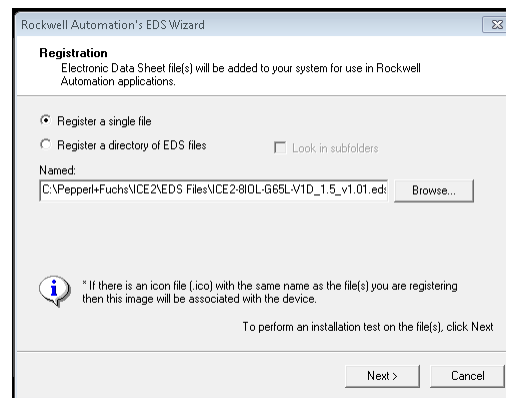 Rockwell Automation's EDS Wizard
Registration
Electronic Data Sheet file(s) will be added to your system for use in Rockwell
Automation applications.
Register a single file
Register a directory of EDS files
Look in subfolders
Named:
C:\Pepperl+Fuchs\ICE2\EDS Files\ICE2-8IOL-G65L-V1D_1.5_v1.01.eds
Browse...
* If there is an icon file (.ico) with the same name as the file(s) you are registering
then this image will be associated with the device.
To perform an installation test on the file(s), click Next
Next >
Cancel